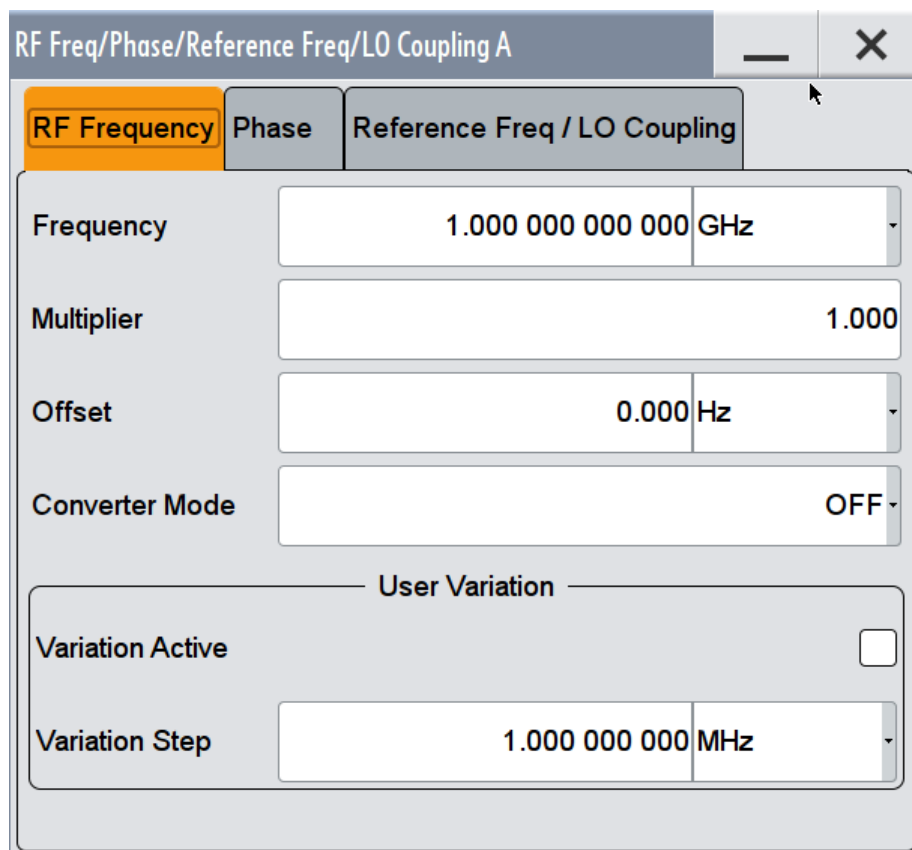 RF Freq/Phase/Reference Freq/LO Coupling A
RF Frequency Phase Reference Freq / LO Coupling
Frequency 1.000 000 000 000 GHz
Multiplier 1.000
Offset 0.000 Hz
Converter Mode OFF
User Variation
Variation Active
Variation Step 1.000 000 000 MHz